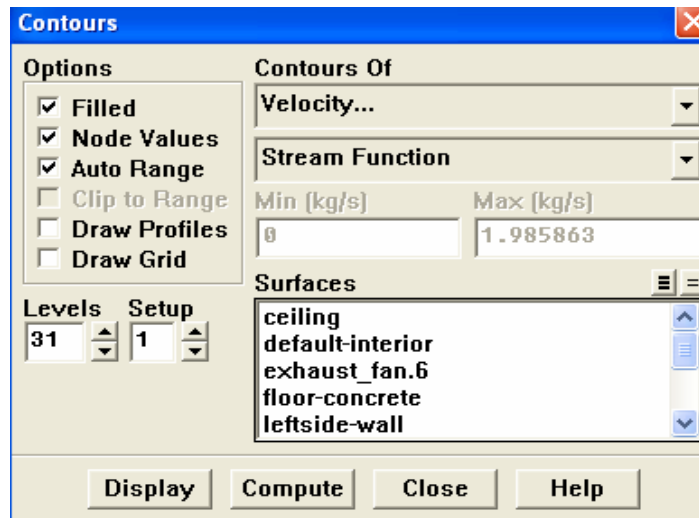 Contours
Options
Filled
Node Values
Auto Range
Clip to Range
Draw Profiles
Draw Grid
Levels Setup
31 1
Contours Of
Velocity...
Stream Function
Min (kg/s) Max (kg/s)
0 1.985863
Surfaces
ceiling
default-interior
exhaust_fan.6
floor-concrete
leftside-wall
Display Compute Close Help